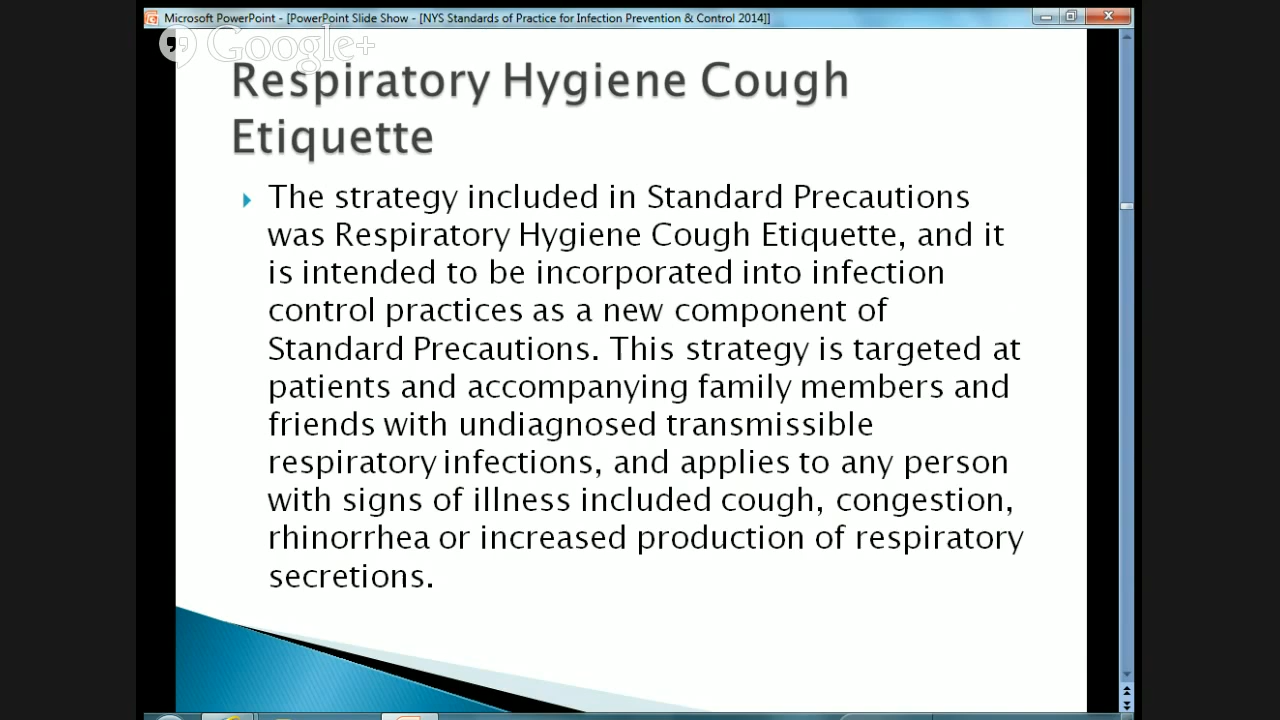 Microsoft PowerPoint - [PowerPoint Slide Show - [NYS Standards of Practice for Infection Prevention & Control 2014]]
Google+
Respiratory Hygiene Cough
Etiquette
The strategy included in Standard Precautions
was Respiratory Hygiene Cough Etiquette, and it
is intended to be incorporated into infection
control practices as a new component of
Standard Precautions. This strategy is targeted at
patients and accompanying family members and
friends with undiagnosed transmissible
respiratory infections, and applies to any person
with signs of illness included cough, congestion,
rhinorrhea or increased production of respiratory
secretions.